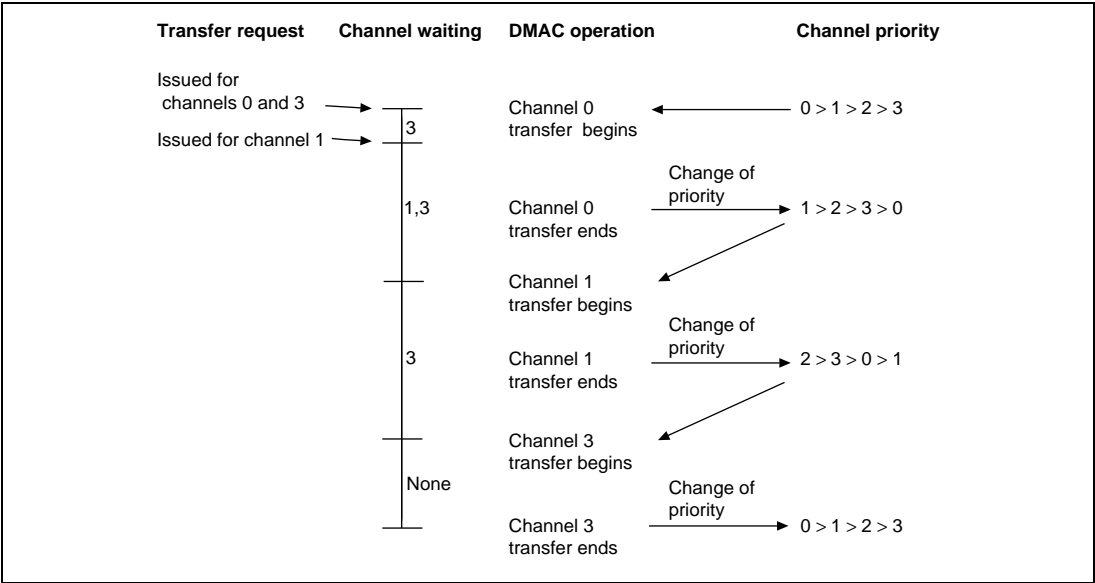 Transfer request Channel waiting DMAC operation Channel priority
Issued for
channels 0 and 3
Channel 0
transfer begins
0 > 1 > 2 > 3
3
Issued for channel 1
Change of
priority
1,3
Channel 0
transfer ends
1 > 2 > 3 > 0
Channel 1
transfer begins
Change of
priority
3
Channel 1
transfer ends
2 > 3 > 0 > 1
Channel 3
transfer begins
None
Change of
priority
Channel 3
transfer ends
0 > 1 > 2 > 3